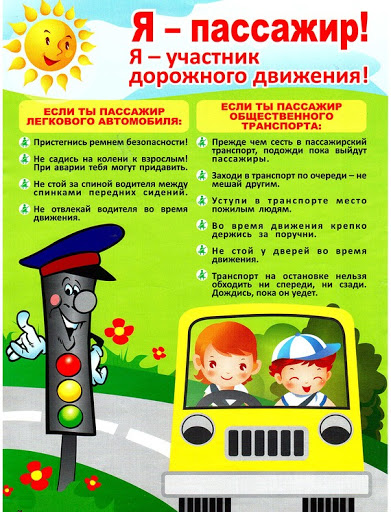 Я – пассажир!
Я – участник
дорожного движения!
ЕСЛИ ТЫ ПАССАЖИР
ЛЕГКОВОГО АВТОМОБИЛЯ:
Пристегнись ремнем безопасности!
Не садись на колени к взрослым!
При аварии тебя могут придавить.
Не стой за спиной водителя между
спинками передних сидений.
Не отвлекай водителя во время
движения.
ЕСЛИ ТЫ ПАССАЖИР
ОБЩЕСТВЕННОГО
ТРАНСПОРТА:
Прежде чем сесть в пассажирский
транспорт, подожди пока выйдут
пассажиры.
Заходи в транспорт по очереди – не
мешай другим.
Уступи в транспорте место
пожилым людям.
Во время движения крепко
держись за поручни.
Не стой у дверей во время
движения.
Транспорт на остановке нельзя
обходить ни спереди, ни сзади.
Дождись, пока он уедет.